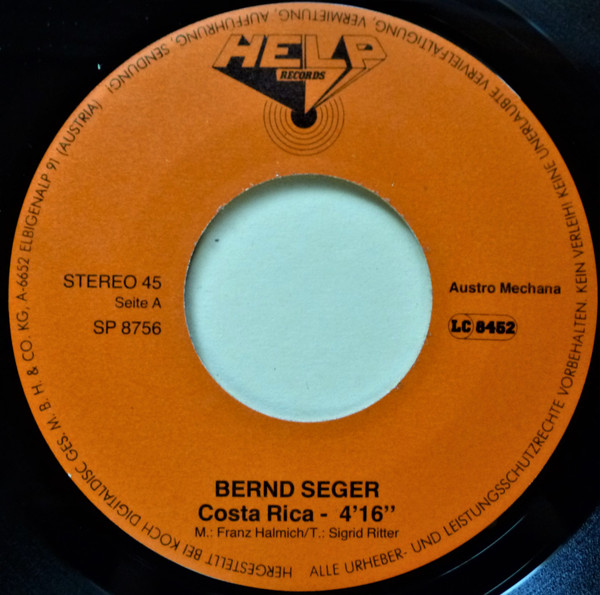 HELP
RECORDS
STEREO 45
Seite A
SP 8756
Austro Mechana
LC 8452
BERND SEGER
Costa Rica - 4'16''
M.: Franz Halmich/T.: Sigrid Ritter
HERGESTELLT BEI KOCH DIGITALDISC GES. M. B. H. & CO. KG, A-6652 ELBIGENALP 91 (AUSTRIA)
ALLE URHEBER- UND LEISTUNGSSCHUTZRECHTE VORBEHALTEN. KEIN VERLEIH! KEINE UNERLAUBTE VERVIELFÄLTIGUNG, VERMIETUNG, AUFFÜHRUNG, SENDUNG!